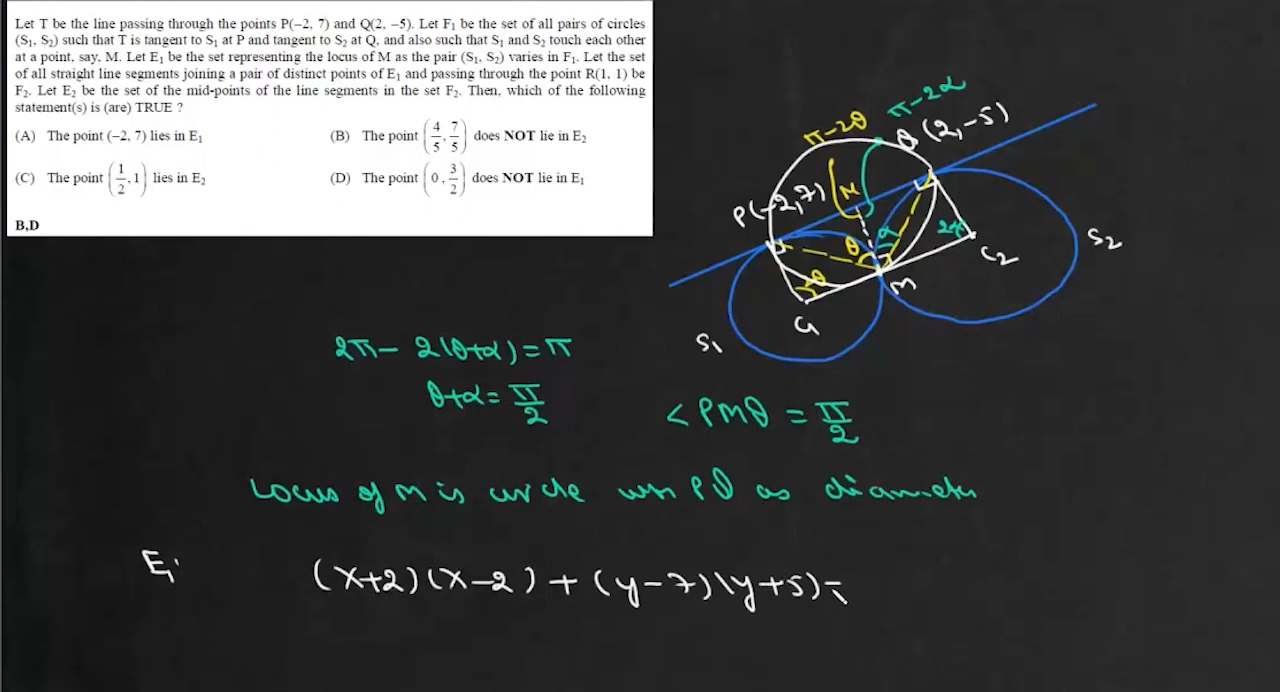 Let T be the line passing through the points P(−2, 7) and Q(2, −5). Let F₁ be the set of all pairs of circles
(S₁, S₂) such that T is tangent to S₁ at P and tangent to S₂ at Q, and also such that S₁ and S₂ touch each other
at a point, say, M. Let E₁ be the set representing the locus of M as the pair (S₁, S₂) varies in F₁. Let the set
of all straight line segments joining a pair of distinct points of E₁ and passing through the point R(1, 1) be
F₂. Let E₂ be the set of the mid-points of the line segments in the set F₂. Then, which of the following
statement(s) is (are) TRUE ?
(A) The point (−2, 7) lies in E₁
(B) The point (4/5, 7/5) does NOT lie in E₂
(C) The point (1/2, 1) lies in E₂
(D) The point (0, 3/2) does NOT lie in E₁
B,D
π−2α
π−2θ
Q (2,−5)
P(−2,7)
N
θ
α
2α
S₂
C₂
M
2θ
C₁
S₁
2π − 2(θ+α) = π
θ+α = π/2
<PMQ = π/2
Locus of M is circle with PQ as diameter
E₁:
(x+2)(x−2) + (y−7)(y+5) =